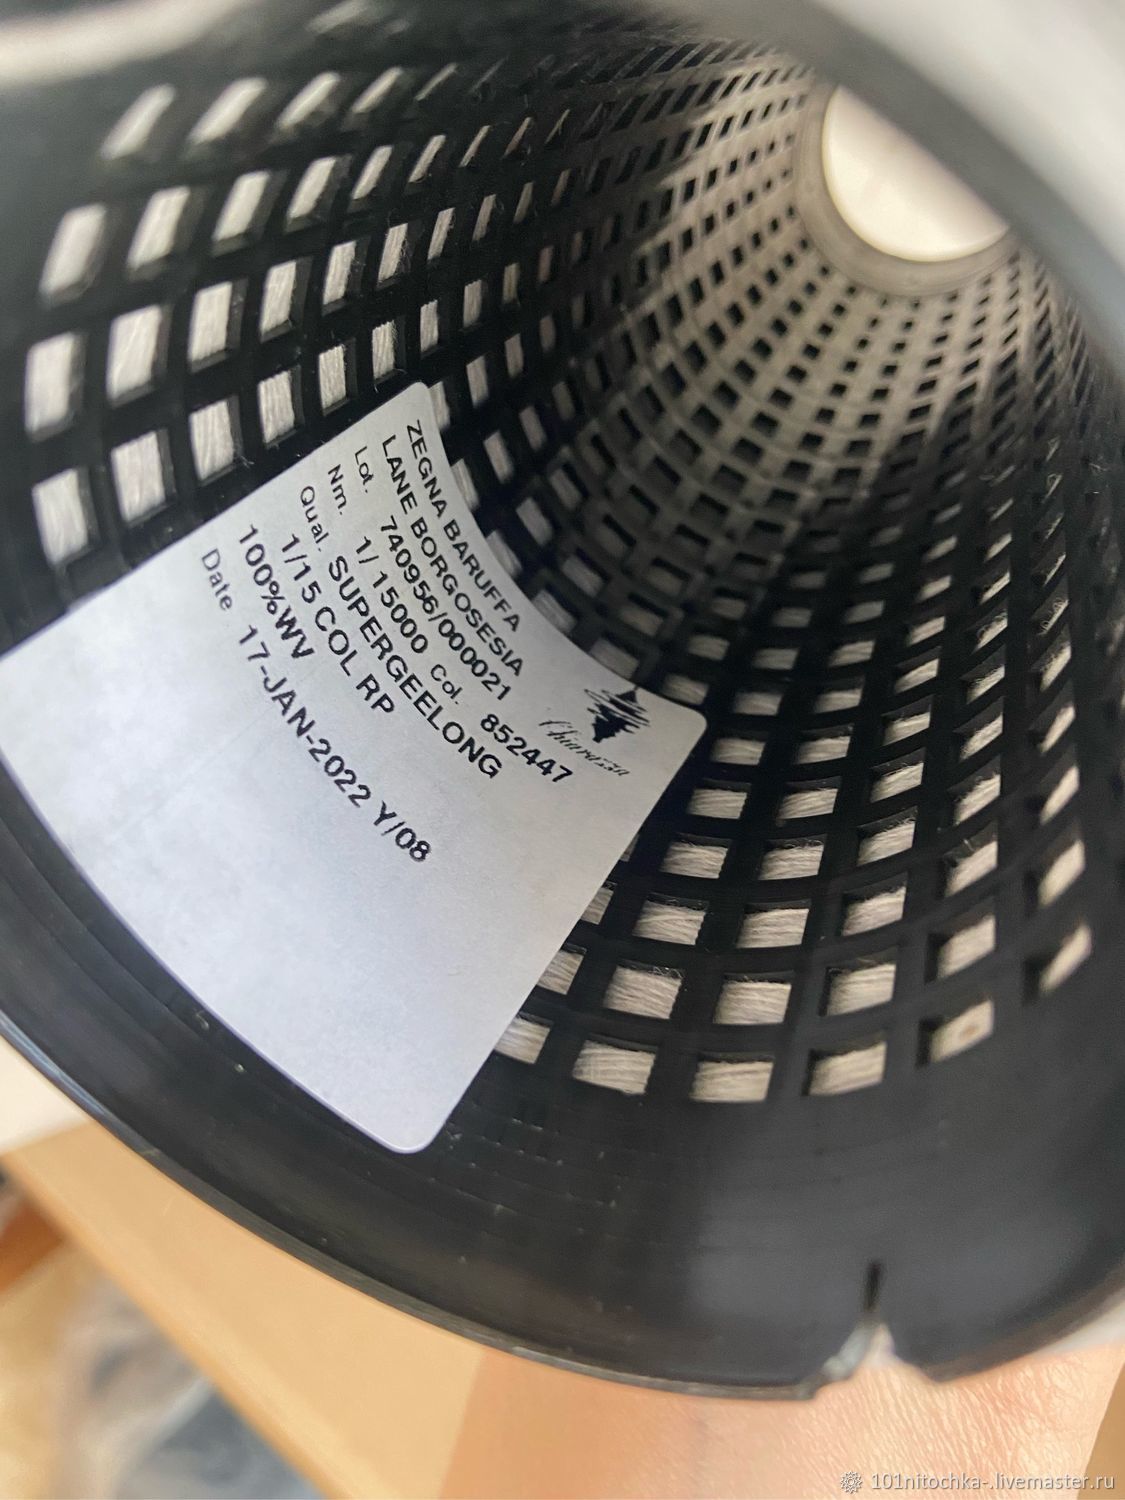 ZEGNA BARUFFA
LANE BORGOSESIA
Lot. 740956/000021
Nm. 1/15000 Col. 852447
Qual. SUPERGEELONG
1/15 COL RP
100%WV
Date 17-JAN-2022 Y/08
Chiavazza
101nitochka-.livemaster.ru